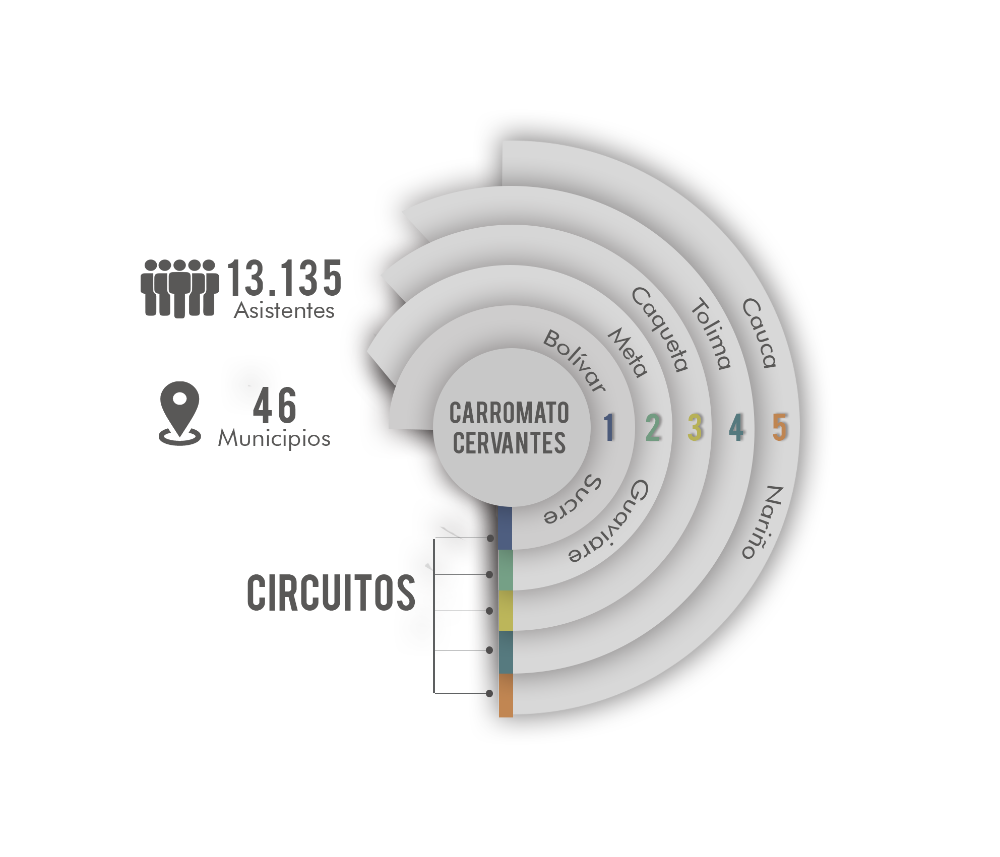 13.135
Asistentes
46
Municipios
CIRCUITOS
CARROMATO
CERVANTES
1
2
3
4
5
Bolívar
Sucre
Meta
Guaviare
Caqueta
Tolima
Cauca
Nariño